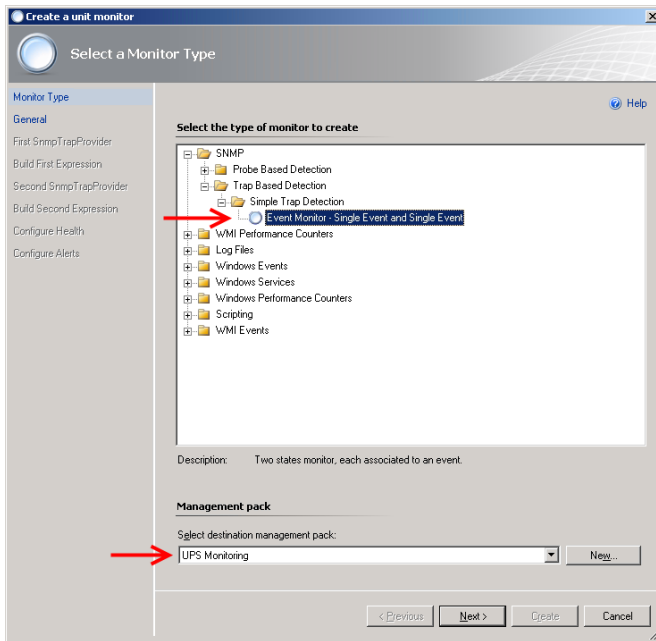 Create a unit monitor
Select a Monitor Type
Monitor Type
General
First SnmpTrapProvider
Build First Expression
Second SnmpTrapProvider
Build Second Expression
Configure Health
Configure Alerts
Help
Select the type of monitor to create
SNMP
Probe Based Detection
Trap Based Detection
Simple Trap Detection
Event Monitor - Single Event and Single Event
WMI Performance Counters
Log Files
Windows Events
Windows Services
Windows Performance Counters
Scripting
WMI Events
Description: Two states monitor, each associated to an event.
Management pack
Select destination management pack:
UPS Monitoring
New...
< Previous
Next >
Create
Cancel